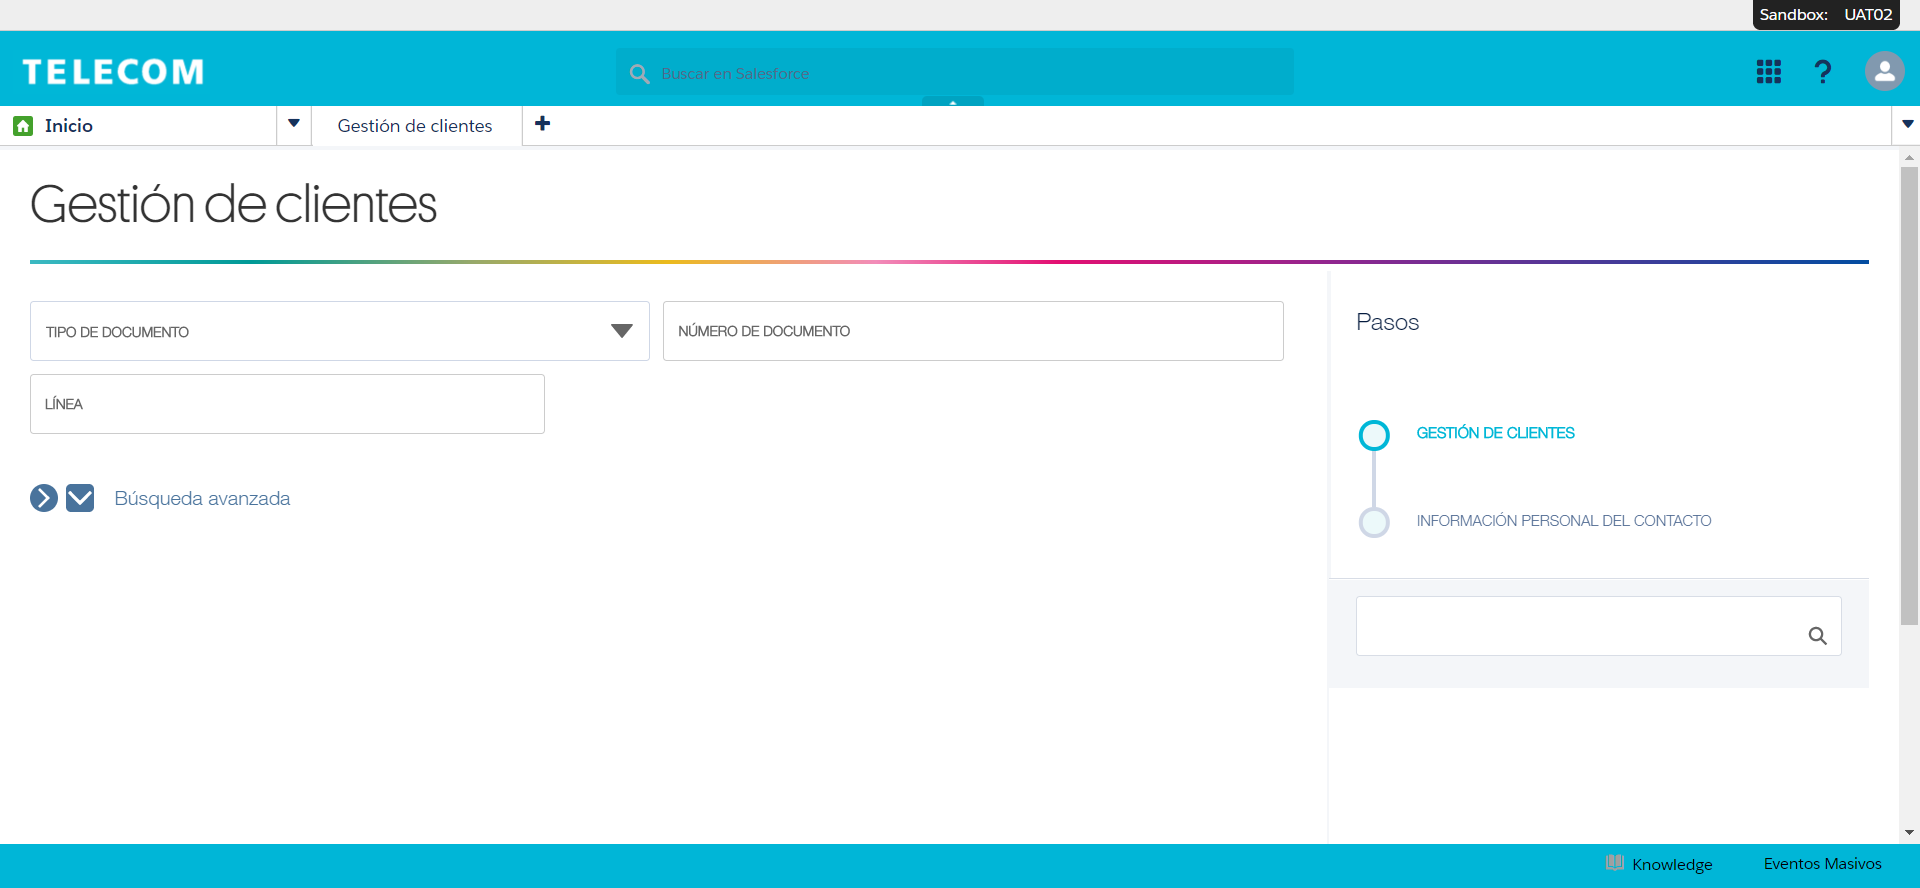 Sandbox: UAT02
TELECOM
Buscar en Salesforce
?
Inicio
Gestión de clientes
Gestión de clientes
TIPO DE DOCUMENTO
NÚMERO DE DOCUMENTO
LÍNEA
Búsqueda avanzada
Pasos
GESTIÓN DE CLIENTES
INFORMACIÓN PERSONAL DEL CONTACTO
Knowledge
Eventos Masivos